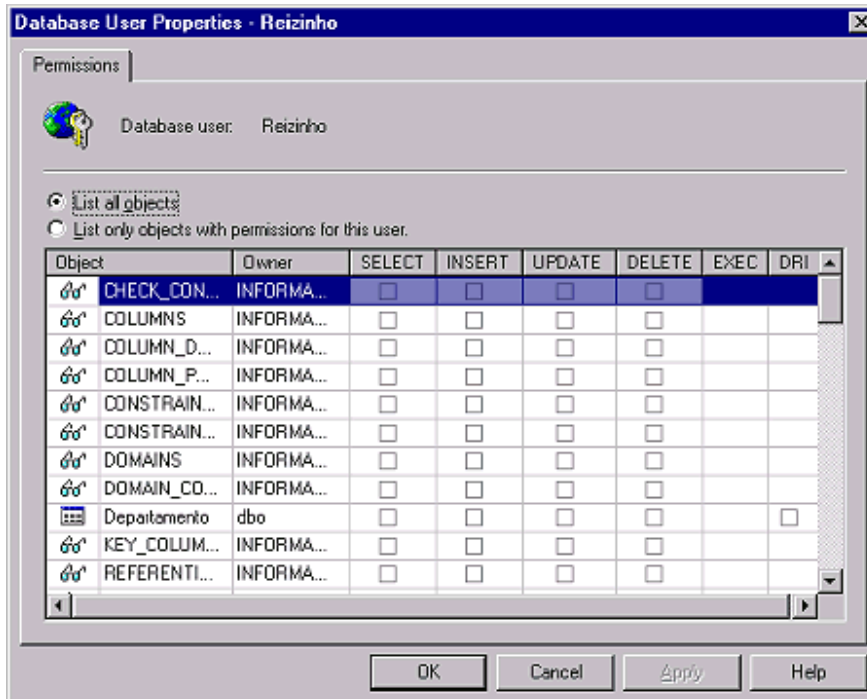 Database User Properties - Reizinho
Permissions
Database user: Reizinho
List all objects
List only objects with permissions for this user.
Object Owner SELECT INSERT UPDATE DELETE EXEC DRI
CHECK_CON... INFORMA...
COLUMNS INFORMA...
COLUMN_D... INFORMA...
COLUMN_P... INFORMA...
CONSTRAIN... INFORMA...
CONSTRAIN... INFORMA...
DOMAINS INFORMA...
DOMAIN_CO... INFORMA...
Departamento dbo
KEY_COLUM... INFORMA...
REFERENTI... INFORMA...
OK Cancel Apply Help